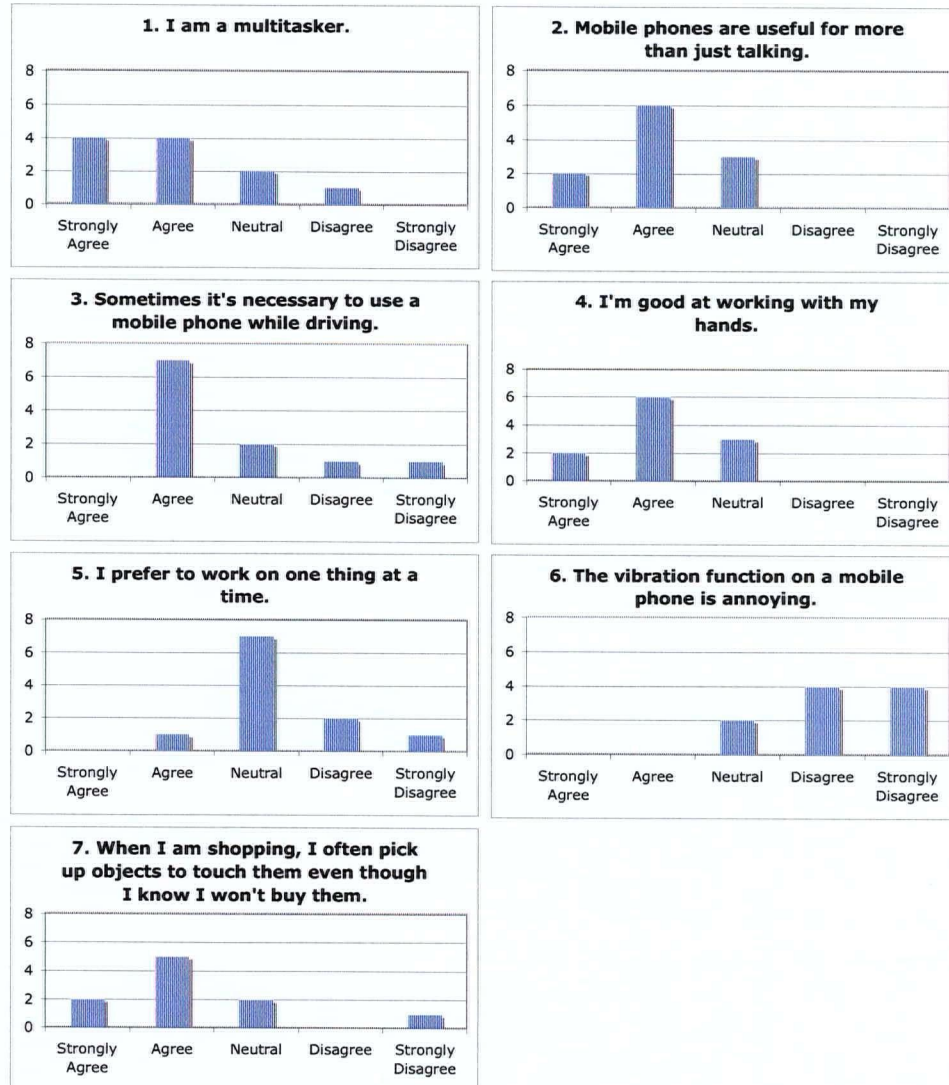 1. I am a multitasker.
8
6
4
2
0
Strongly Agree Neutral Disagree Strongly
Agree Disagree
2. Mobile phones are useful for more
than just talking.
8
6
4
2
0
Strongly Agree Neutral Disagree Strongly
Agree Disagree
3. Sometimes it's necessary to use a
mobile phone while driving.
8
6
4
2
0
Strongly Agree Neutral Disagree Strongly
Agree Disagree
4. I'm good at working with my
hands.
8
6
4
2
0
Strongly Agree Neutral Disagree Strongly
Agree Disagree
5. I prefer to work on one thing at a
time.
8
6
4
2
0
Strongly Agree Neutral Disagree Strongly
Agree Disagree
6. The vibration function on a mobile
phone is annoying.
8
6
4
2
0
Strongly Agree Neutral Disagree Strongly
Agree Disagree
7. When I am shopping, I often pick
up objects to touch them even though
I know I won't buy them.
8
6
4
2
0
Strongly Agree Neutral Disagree Strongly
Agree Disagree